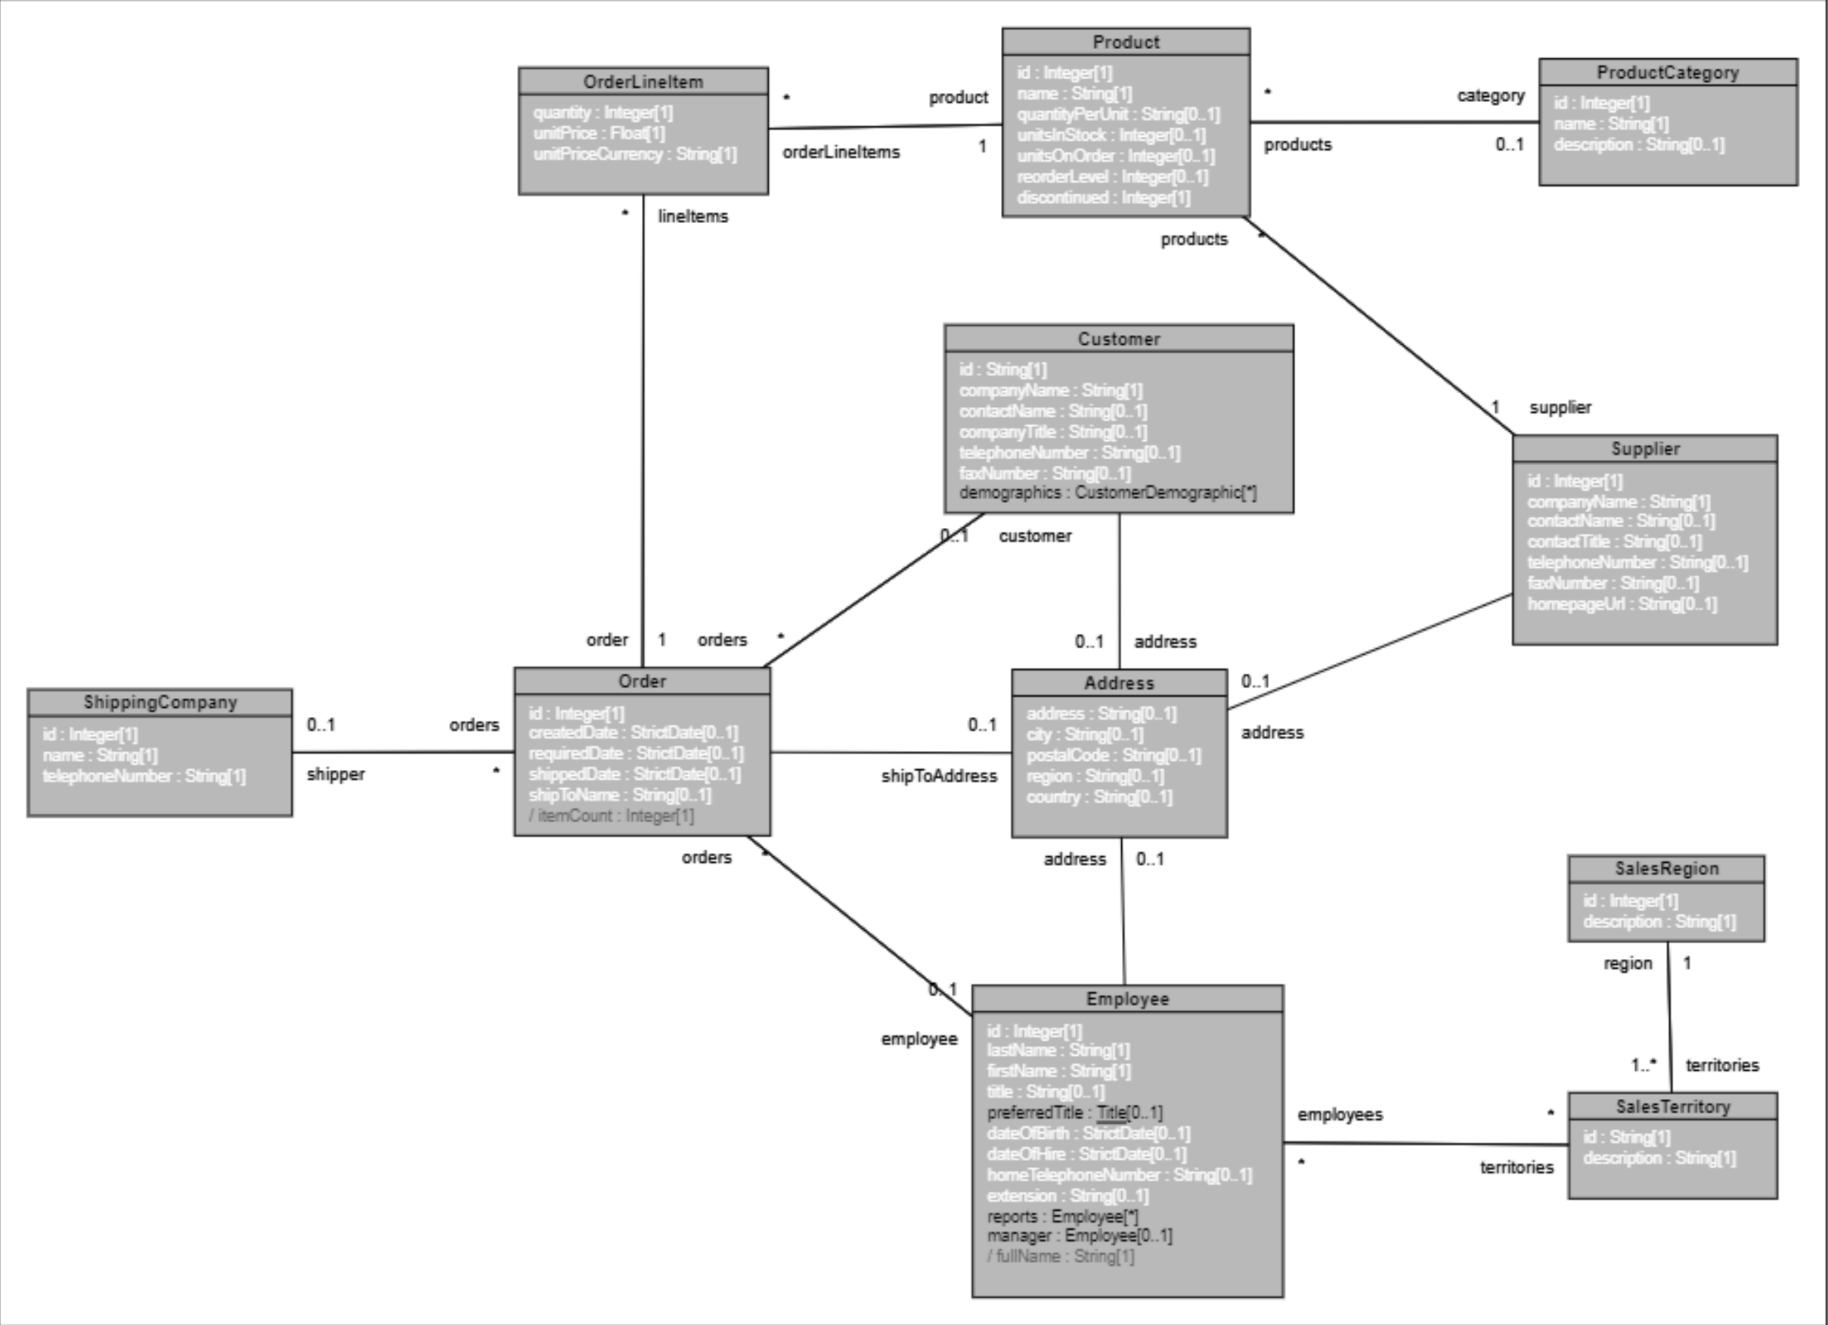 Product
id : Integer[1]
name : String[1]
quantityPerUnit : String[0..1]
unitsInStock : Integer[0..1]
unitsOnOrder : Integer[0..1]
reorderLevel : Integer[0..1]
discontinued : Integer[1]
OrderLineItem
quantity : Integer[1]
unitPrice : Float[1]
unitPriceCurrency : String[1]
ProductCategory
id : Integer[1]
name : String[1]
description : String[0..1]
* product
orderLineItems 1
* category
products 0..1
* lineItems
products *
Customer
id : String[1]
companyName : String[1]
contactName : String[0..1]
companyTitle : String[0..1]
telephoneNumber : String[0..1]
faxNumber : String[0..1]
demographics : CustomerDemographic[*]
1 supplier
Supplier
id : Integer[1]
companyName : String[1]
contactName : String[0..1]
contactTitle : String[0..1]
telephoneNumber : String[0..1]
faxNumber : String[0..1]
homepageUrl : String[0..1]
0..1 customer
order 1 orders *
0..1 address
0..1
address
ShippingCompany
id : Integer[1]
name : String[1]
telephoneNumber : String[1]
0..1 orders
shipper *
Order
id : Integer[1]
createdDate : StrictDate[0..1]
requiredDate : StrictDate[0..1]
shippedDate : StrictDate[0..1]
shipToName : String[0..1]
/ itemCount : Integer[1]
0..1
shipToAddress
Address
address : String[0..1]
city : String[0..1]
postalCode : String[0..1]
region : String[0..1]
country : String[0..1]
orders *
address 0..1
SalesRegion
id : Integer[1]
description : String[1]
region 1
0..1
employee
Employee
id : Integer[1]
lastName : String[1]
firstName : String[1]
title : String[0..1]
preferredTitle : Title[0..1]
dateOfBirth : StrictDate[0..1]
dateOfHire : StrictDate[0..1]
homeTelephoneNumber : String[0..1]
extension : String[0..1]
reports : Employee[*]
manager : Employee[0..1]
/ fullName : String[1]
1..* territories
employees *
* territories
SalesTerritory
id : String[1]
description : String[1]